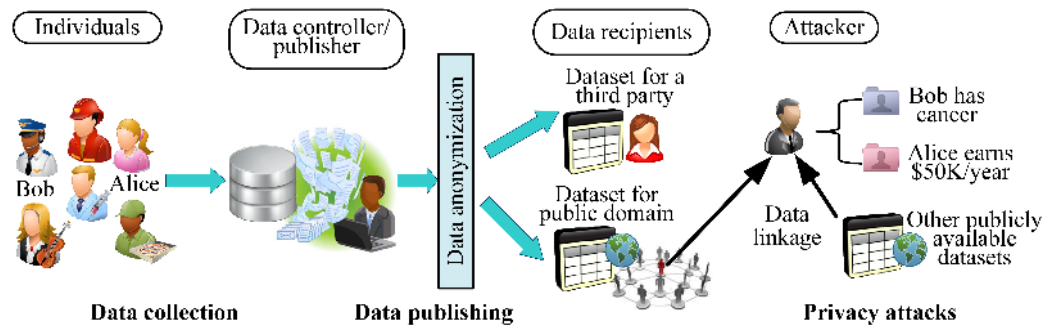 Individuals
Data controller/
publisher
Data recipients
Attacker
Bob
Alice
Data anonymization
Dataset for a
third party
Dataset for
public domain
Bob has
cancer
Alice earns
$50K/year
Data
linkage
Other publicly
available
datasets
Data collection
Data publishing
Privacy attacks